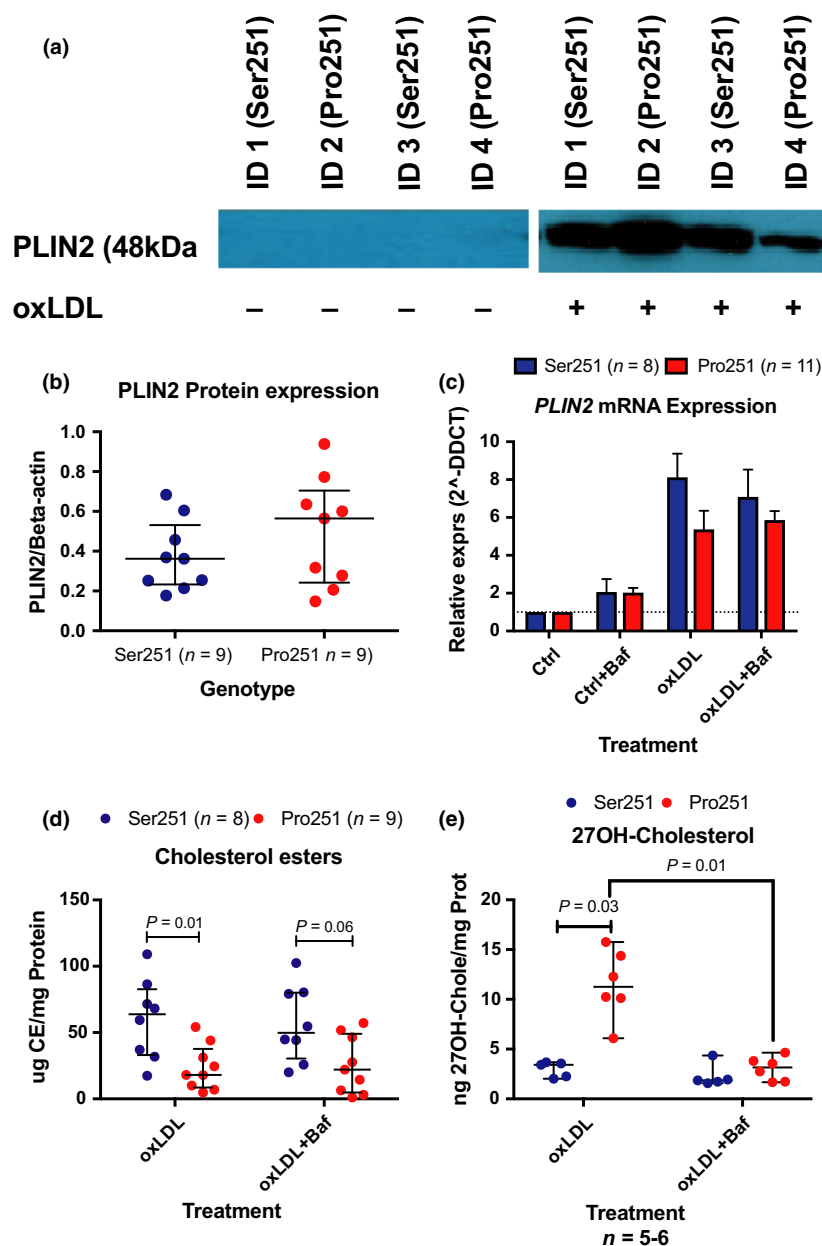 (a)
ID 1 (Ser251)
ID 2 (Pro251)
ID 3 (Ser251)
ID 4 (Pro251)
ID 1 (Ser251)
ID 2 (Pro251)
ID 3 (Ser251)
ID 4 (Pro251)
PLIN2 (48kDa
oxLDL – – – – + + + +
(b)
PLIN2 Protein expression
PLIN2/Beta-actin
1.0
0.8
0.6
0.4
0.2
0.0
Ser251 (n = 9) Pro251 n = 9)
Genotype
(c)
Ser251 (n = 8) Pro251 (n = 11)
PLIN2 mRNA Expression
Relative exprs (2^-DDCT)
10
8
6
4
2
0
Ctrl
Ctrl+Baf
oxLDL
oxLDL+Baf
Treatment
(d)
Ser251 (n = 8) Pro251 (n = 9)
Cholesterol esters
ug CE/mg Protein
150
100
50
0
P = 0.01
P = 0.06
oxLDL
oxLDL+Baf
Treatment
(e)
Ser251 Pro251
27OH-Cholesterol
ng 27OH-Chole/mg Prot
20
15
10
5
0
P = 0.03
P = 0.01
oxLDL
oxLDL+Baf
Treatment
n = 5-6